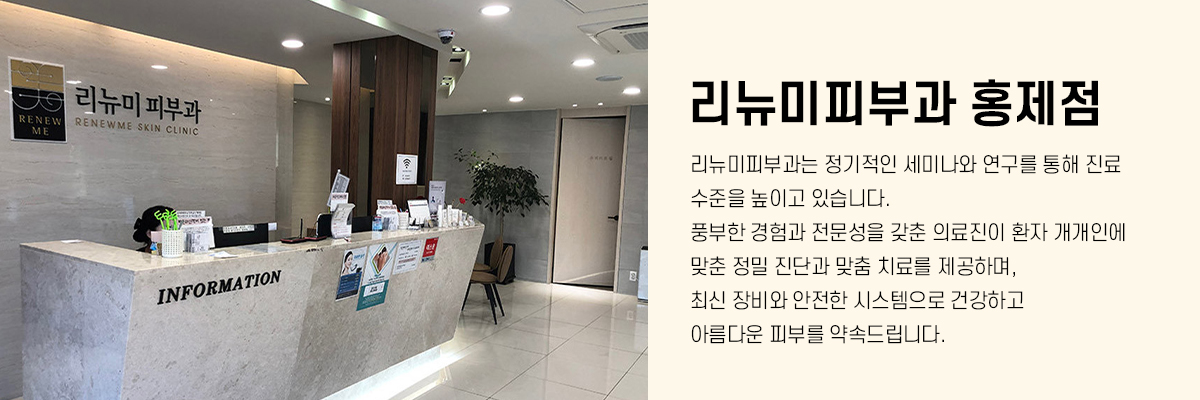 RENEW
ME
리뉴미 피부과
RENEWME SKIN CLINIC
INFORMATION
리뉴미피부과 홍제점
리뉴미피부과는 정기적인 세미나와 연구를 통해 진료
수준을 높이고 있습니다.
풍부한 경험과 전문성을 갖춘 의료진이 환자 개개인에
맞춘 정밀 진단과 맞춤 치료를 제공하며,
최신 장비와 안전한 시스템으로 건강하고
아름다운 피부를 약속드립니다.